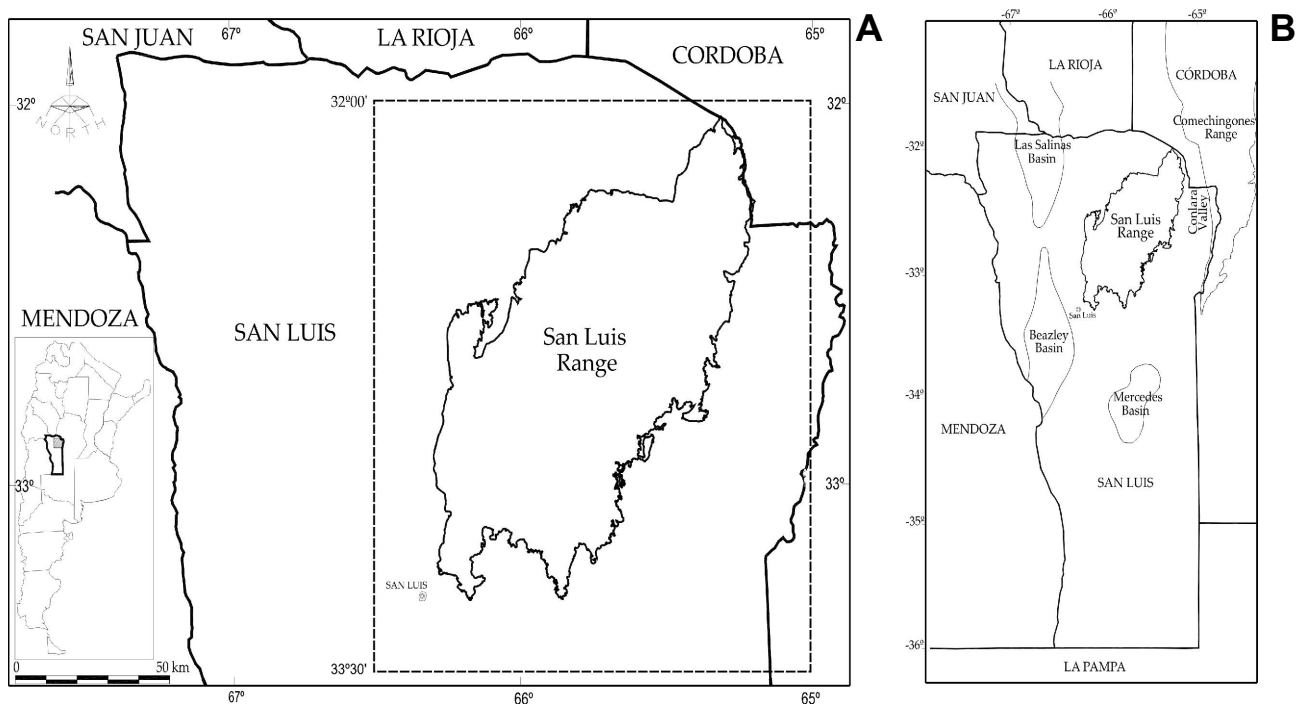 A
SAN JUAN
67º
LA RIOJA
66º
65º
CORDOBA
32º
32º00'
32º
NORTH
MENDOZA
SAN LUIS
San Luis
Range
33º
33º
SAN LUIS
33º30'
0
50 km
67º
66º
65º
B
-67º
-66º
-65º
LA RIOJA
CÓRDOBA
SAN JUAN
Comechingones
Range
-32º
Las Salinas
Basin
San Luis
Range
Conlara
Valley
-33º
San Luis
Beazley
Basin
-34º
Mercedes
Basin
MENDOZA
SAN LUIS
-35º
-36º
LA PAMPA